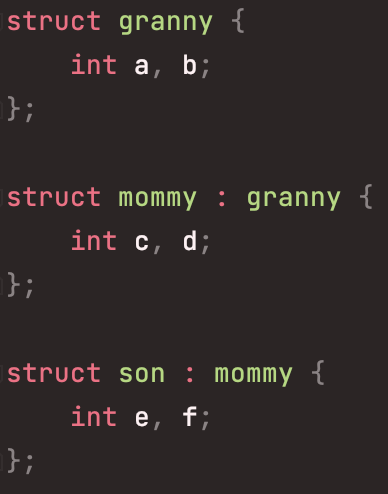 struct granny {
    int a, b;
};

struct mommy : granny {
    int c, d;
};

struct son : mommy {
    int e, f;
};